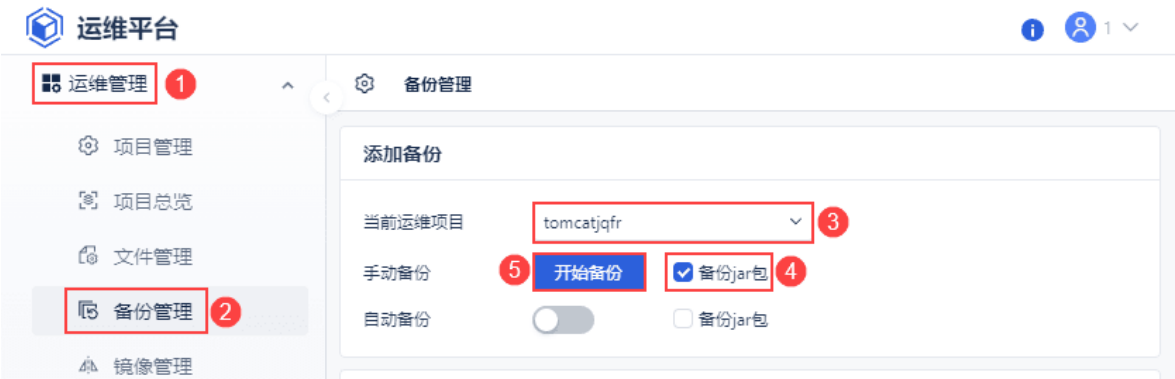 运维平台
i
1
运维管理 1
备份管理
项目管理
项目总览
文件管理
备份管理 2
镜像管理
添加备份
当前运维项目 tomcatjqfr 3
手动备份 5 开始备份 备份jar包 4
自动备份 备份jar包